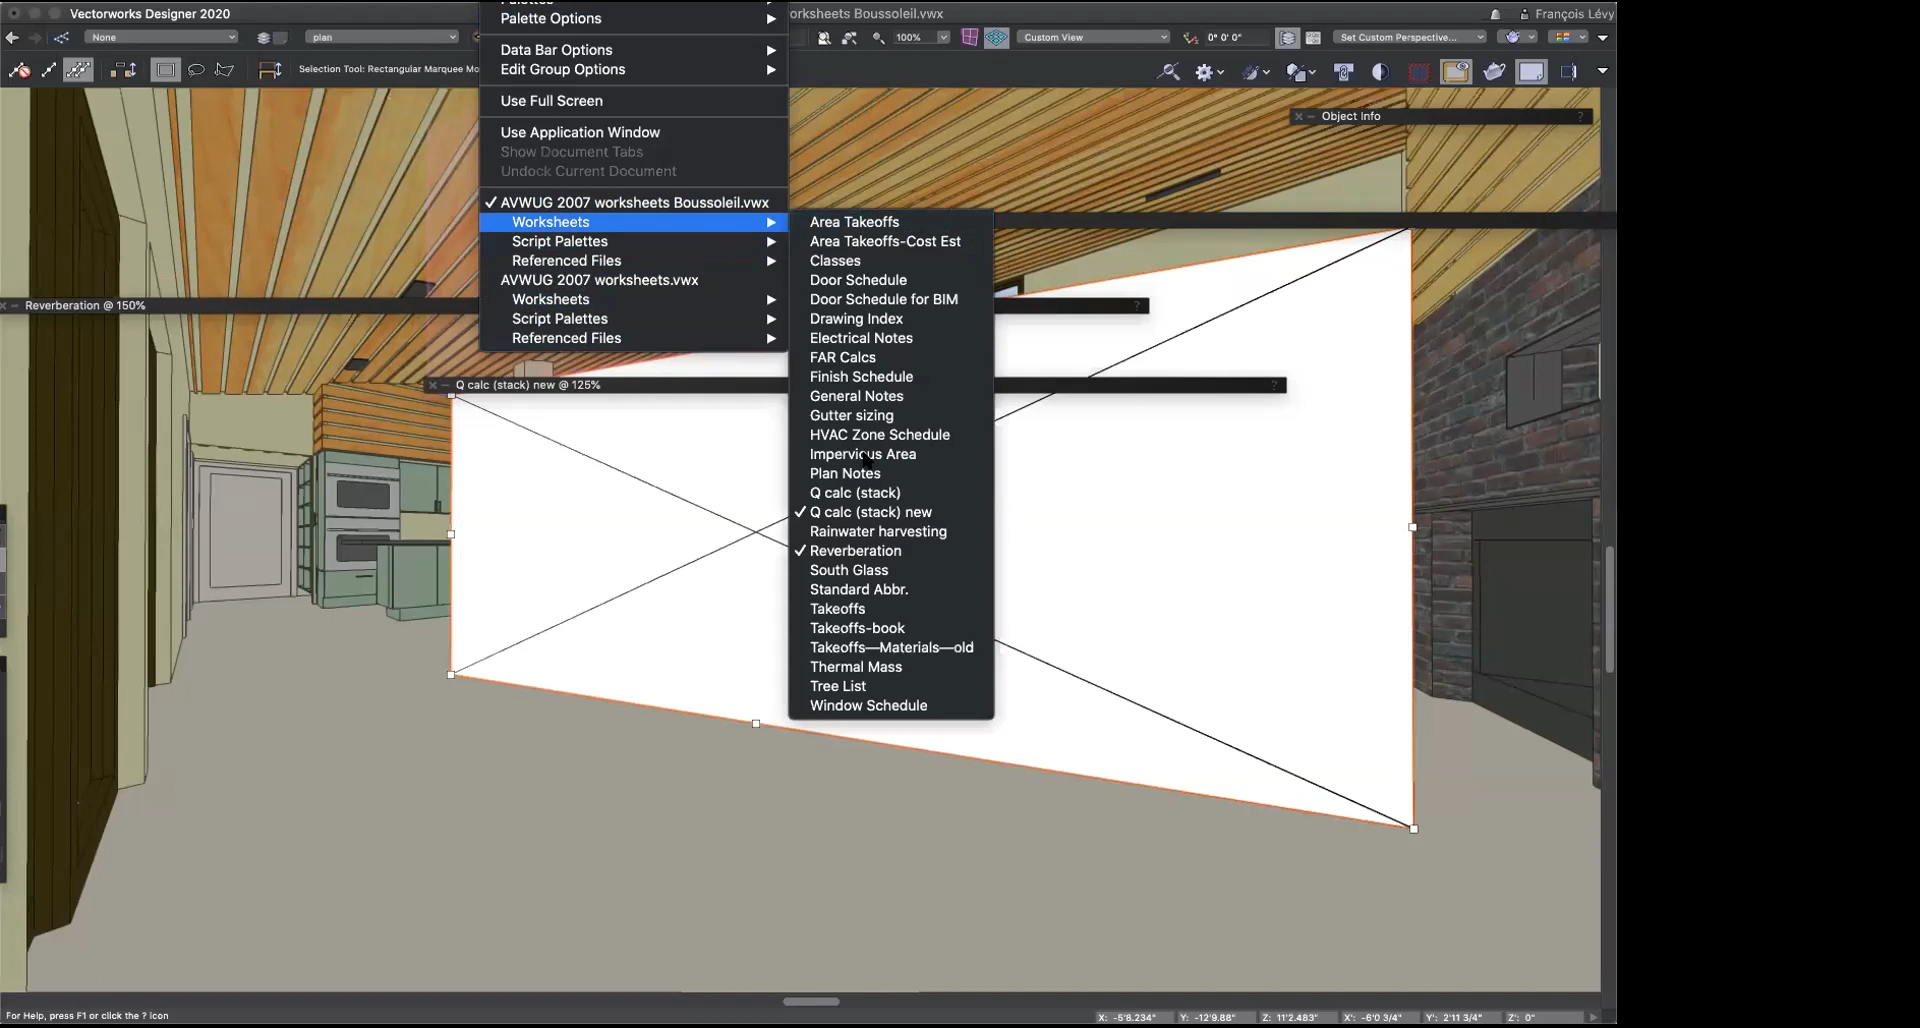 Vectorworks Designer 2020
orksheets Boussoleil.vwx
François Lévy
None
plan
100%
Custom View
0° 0' 0"
Set Custom Perspective...
Selection Tool: Rectangular Marquee Mo
Palette Options
Data Bar Options
Edit Group Options
Use Full Screen
Use Application Window
Show Document Tabs
Undock Current Document
✓ AVWUG 2007 worksheets Boussoleil.vwx
Worksheets
Script Palettes
Referenced Files
AVWUG 2007 worksheets.vwx
Worksheets
Script Palettes
Referenced Files
Area Takeoffs
Area Takeoffs-Cost Est
Classes
Door Schedule
Door Schedule for BIM
Drawing Index
Electrical Notes
FAR Calcs
Finish Schedule
General Notes
Gutter sizing
HVAC Zone Schedule
Impervious Area
Plan Notes
Q calc (stack)
✓ Q calc (stack) new
Rainwater harvesting
✓ Reverberation
South Glass
Standard Abbr.
Takeoffs
Takeoffs-book
Takeoffs—Materials—old
Thermal Mass
Tree List
Window Schedule
Object Info ?
Reverberation @ 150% ?
Q calc (stack) new @ 125% ?
For Help, press F1 or click the ? icon
X: -5'8.234" Y: -12'9.88" Z: 11'2.483" X': -6'0 3/4" Y': 2'11 3/4" Z': 0"